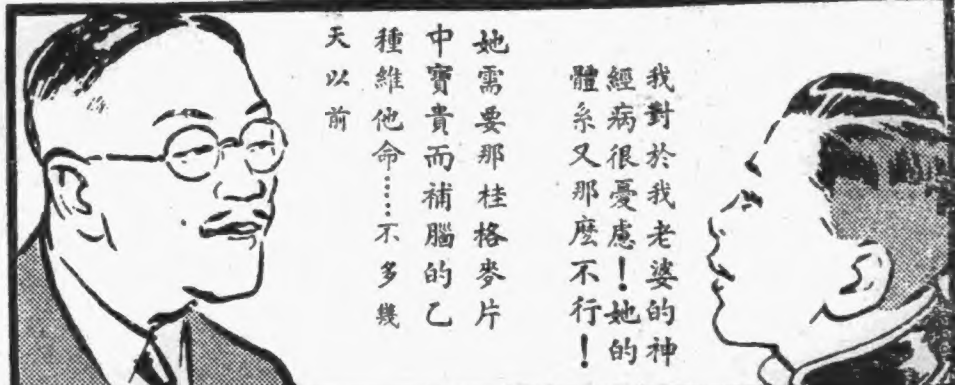 我對於我老婆的神
經病很憂慮!她的
體系又那麽不行!
她需要那桂格麥片
中寶貴而補腦的乙
種維他命……不多幾
天以前